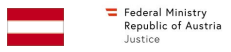 Federal Ministry
Republic of Austria
Justice